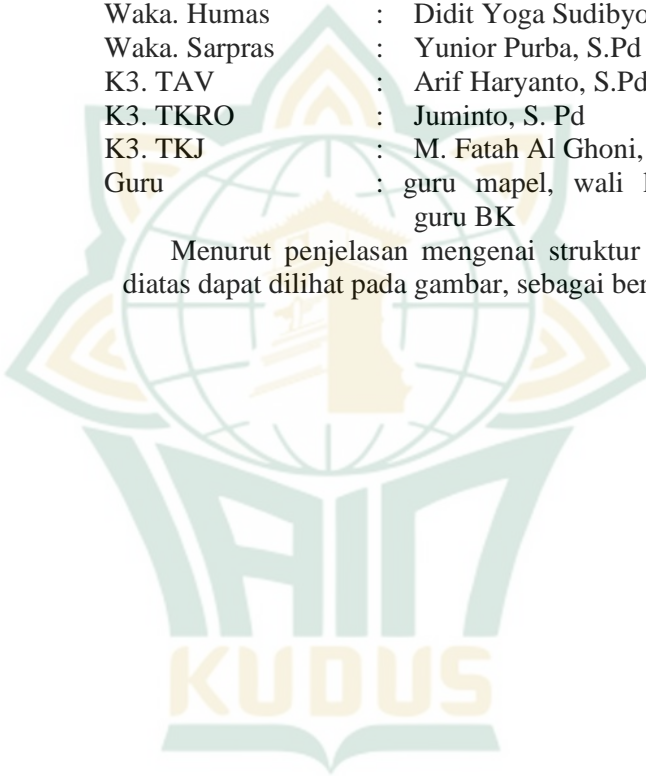 Waka. Humas : Didit Yoga Sudibyo
Waka. Sarpras : Yunior Purba, S.Pd
K3. TAV : Arif Haryanto, S.Pd
K3. TKRO : Juminto, S. Pd
K3. TKJ : M. Fatah Al Ghoni,
Guru : guru mapel, wali
guru BK
Menurut penjelasan mengenai struktur
diatas dapat dilihat pada gambar, sebagai
IAIN
KUDUS